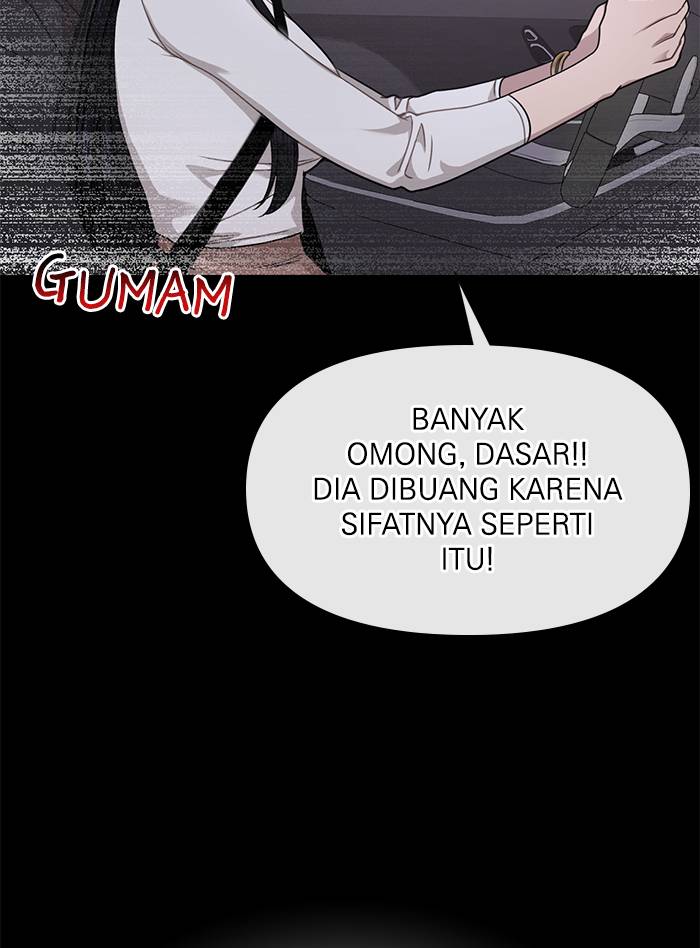 GUMAM
BANYAK
OMONG, DASAR!!
DIA DIBUANG KARENA
SIFATNYA SEPERTI
ITU!